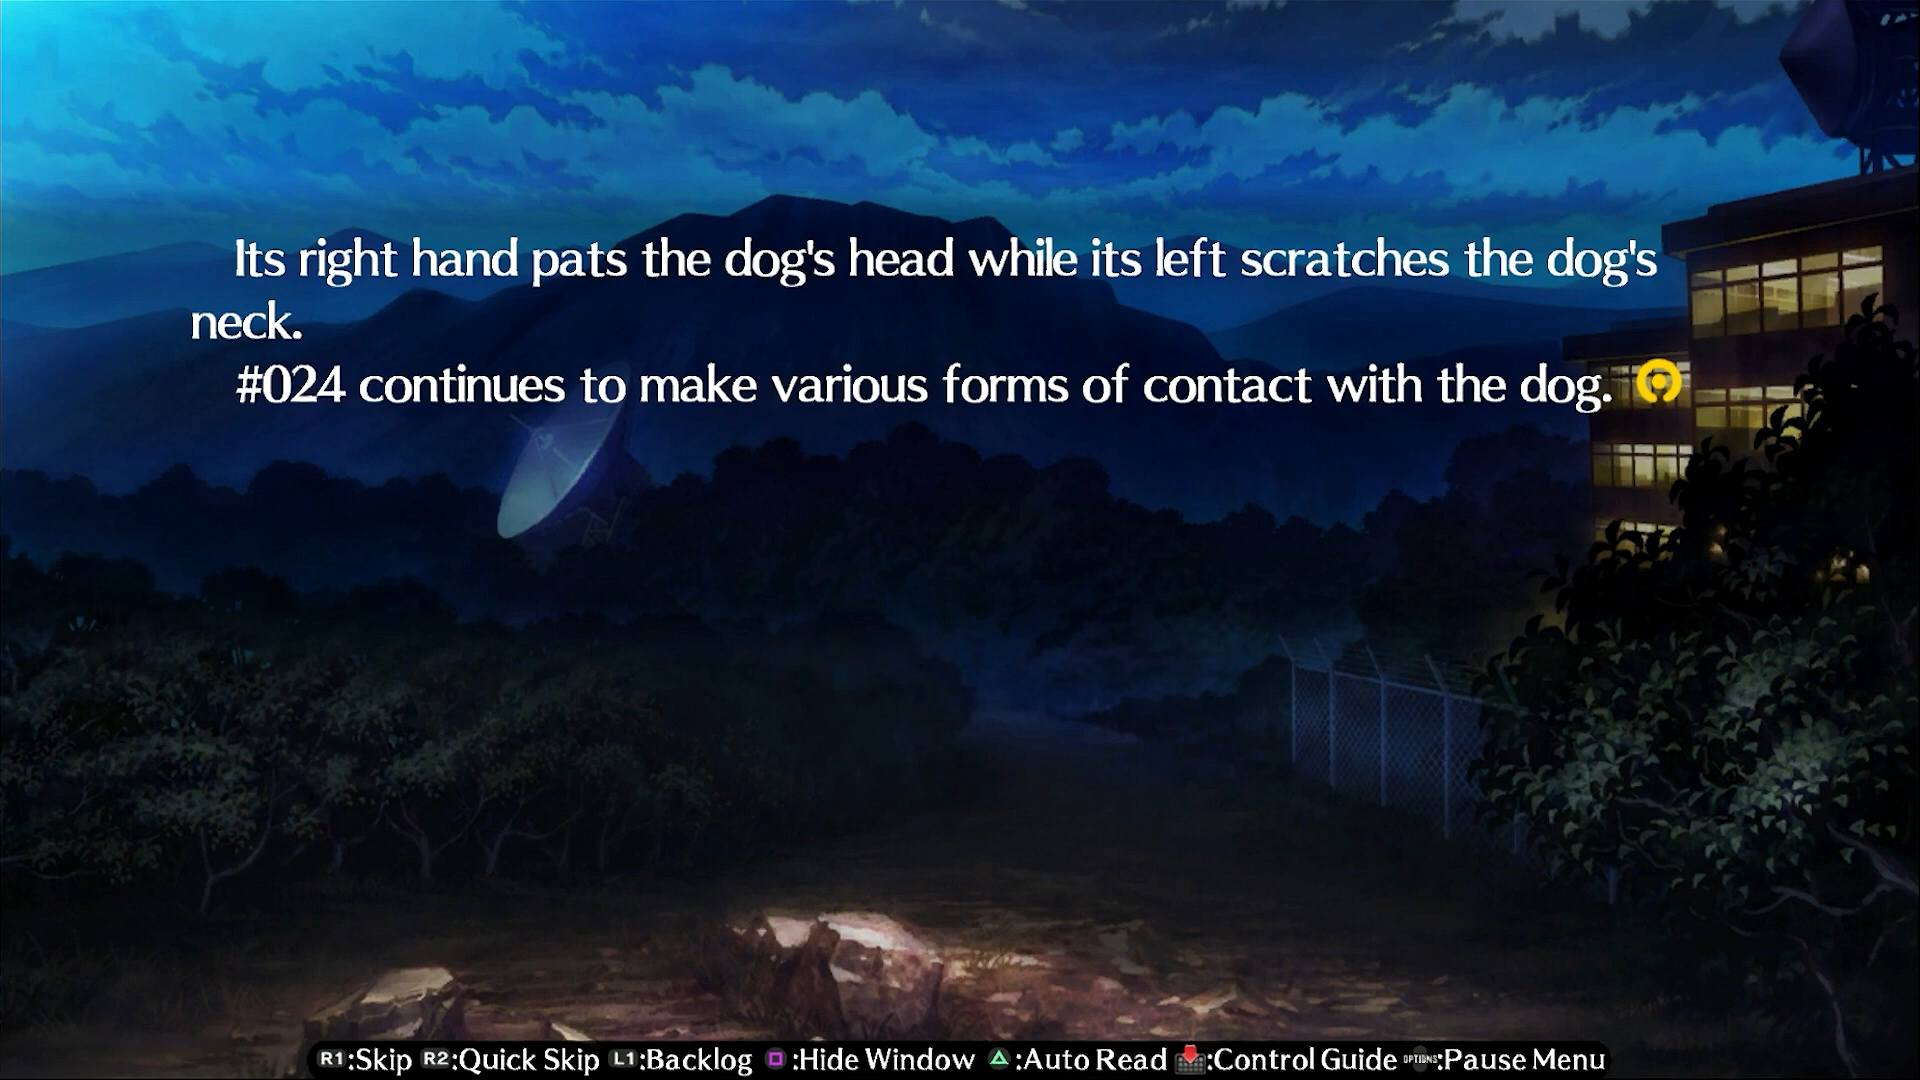 Its right hand pats the dog's head while its left scratches the dog's
neck.
#024 continues to make various forms of contact with the dog.
R1:Skip R2:Quick Skip L1:Backlog :Hide Window :Auto Read :Control Guide OPTIONS:Pause Menu